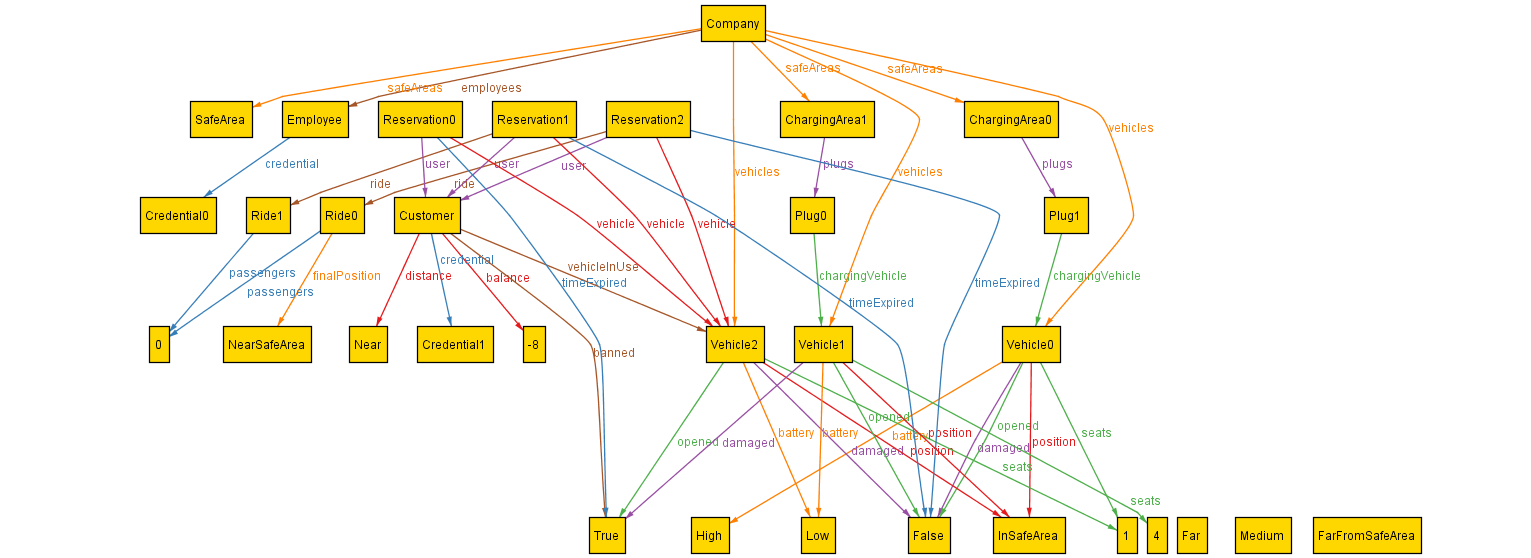 Company
safeAreas
safeAreas
safeAreas
employees
SafeArea
Employee
Reservation0
Reservation1
Reservation2
ChargingArea1
ChargingArea0
vehicles
credential
user
user
user
plugs
plugs
vehicles
vehicles
ride
ride
Credential0
Ride1
Ride0
Customer
Plug0
Plug1
vehicle
vehicle
vehicle
passengers
finalPosition
distance
credential
vehicleInUse
balance
chargingVehicle
chargingVehicle
passengers
timeExpired
timeExpired
timeExpired
0
NearSafeArea
Near
Credential1
-8
banned
Vehicle2
Vehicle1
Vehicle0
opened
damaged
battery
battery
opened
battery
position
opened
position
seats
damaged
position
damaged
seats
seats
True
High
Low
False
InSafeArea
1
4
Far
Medium
FarFromSafeArea